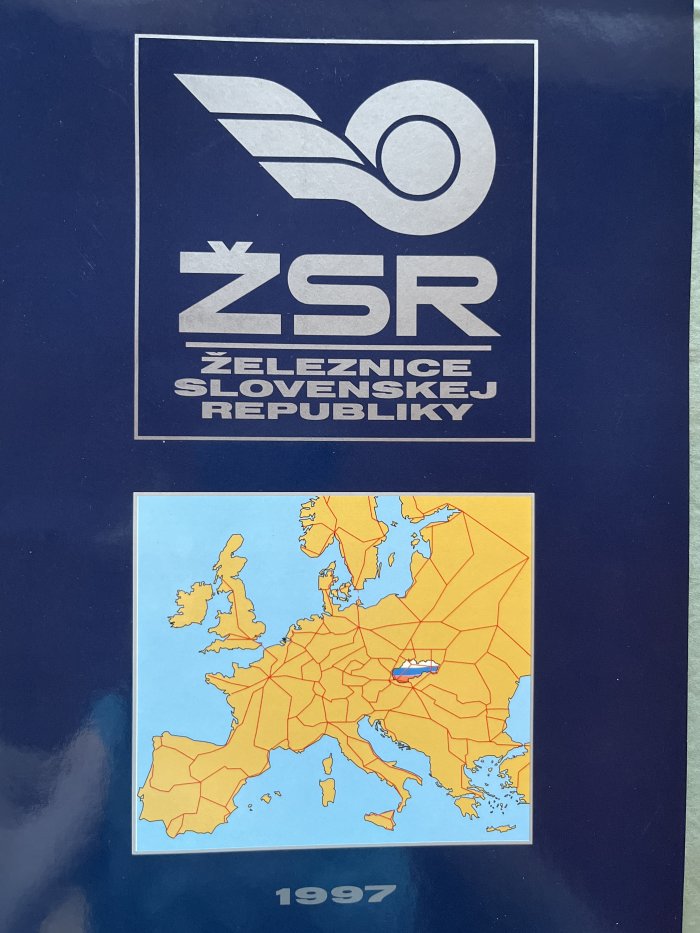 ŽSR
ŽELEZNICE
SLOVENSKEJ
REPUBLIKY
1997